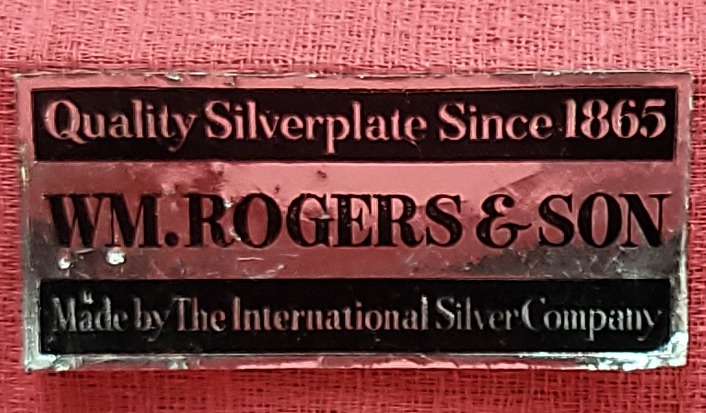 Quality Silverplate Since 1865
WM. ROGERS & SON
Made by The International Silver Company